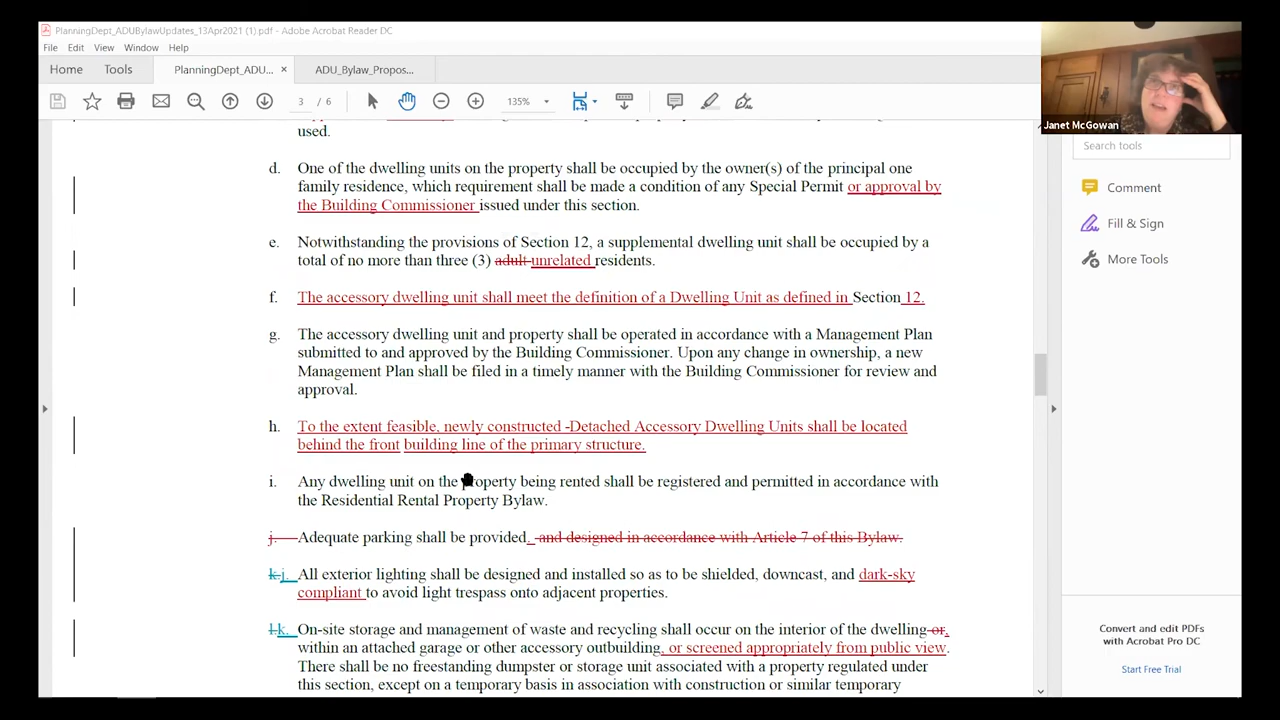 PlanningDept_ADUBylawUpdates_13Apr2021 (1).pdf - Adobe Acrobat Reader DC
File Edit View Window Help
Home Tools PlanningDept_ADU... × ADU_Bylaw_Propos...
3 / 6 135%
Janet McGowan
used.
Search tools
d. One of the dwelling units on the property shall be occupied by the owner(s) of the principal one
family residence, which requirement shall be made a condition of any Special Permit or approval by
the Building Commissioner issued under this section.
Comment
Fill & Sign
More Tools
e. Notwithstanding the provisions of Section 12, a supplemental dwelling unit shall be occupied by a
total of no more than three (3) adult unrelated residents.
f. The accessory dwelling unit shall meet the definition of a Dwelling Unit as defined in Section 12.
g. The accessory dwelling unit and property shall be operated in accordance with a Management Plan
submitted to and approved by the Building Commissioner. Upon any change in ownership, a new
Management Plan shall be filed in a timely manner with the Building Commissioner for review and
approval.
h. To the extent feasible, newly constructed -Detached Accessory Dwelling Units shall be located
behind the front building line of the primary structure.
i. Any dwelling unit on the property being rented shall be registered and permitted in accordance with
the Residential Rental Property Bylaw.
j. Adequate parking shall be provided. and designed in accordance with Article 7 of this Bylaw.
k.j. All exterior lighting shall be designed and installed so as to be shielded, downcast, and dark-sky
compliant to avoid light trespass onto adjacent properties.
l.k. On-site storage and management of waste and recycling shall occur on the interior of the dwelling or,
within an attached garage or other accessory outbuilding, or screened appropriately from public view.
There shall be no freestanding dumpster or storage unit associated with a property regulated under
this section, except on a temporary basis in association with construction or similar temporary
Convert and edit PDFs
with Acrobat Pro DC
Start Free Trial